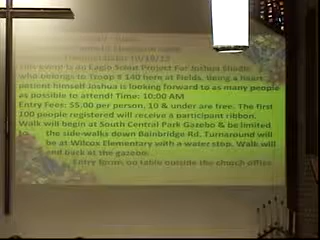 This event is an Eagle Scout Project For Joshua
who belongs to Troop # 140 here at Fields. Being a heart
patient himself Joshua is looking forward to as many people
as possible to attend! Time: 10:00 AM
Entry Fees: $5.00 per person, 10 & under are free. The first
100 people registered will receive a participant ribbon.
Walk will begin at South Central Park Gazebo & be limited
to the side-walks down Bainbridge Rd. Turnaround will
be at Wilcox Elementary with a water stop. Walk will
end back at the gazebo.
Entry forms on table outside the church office